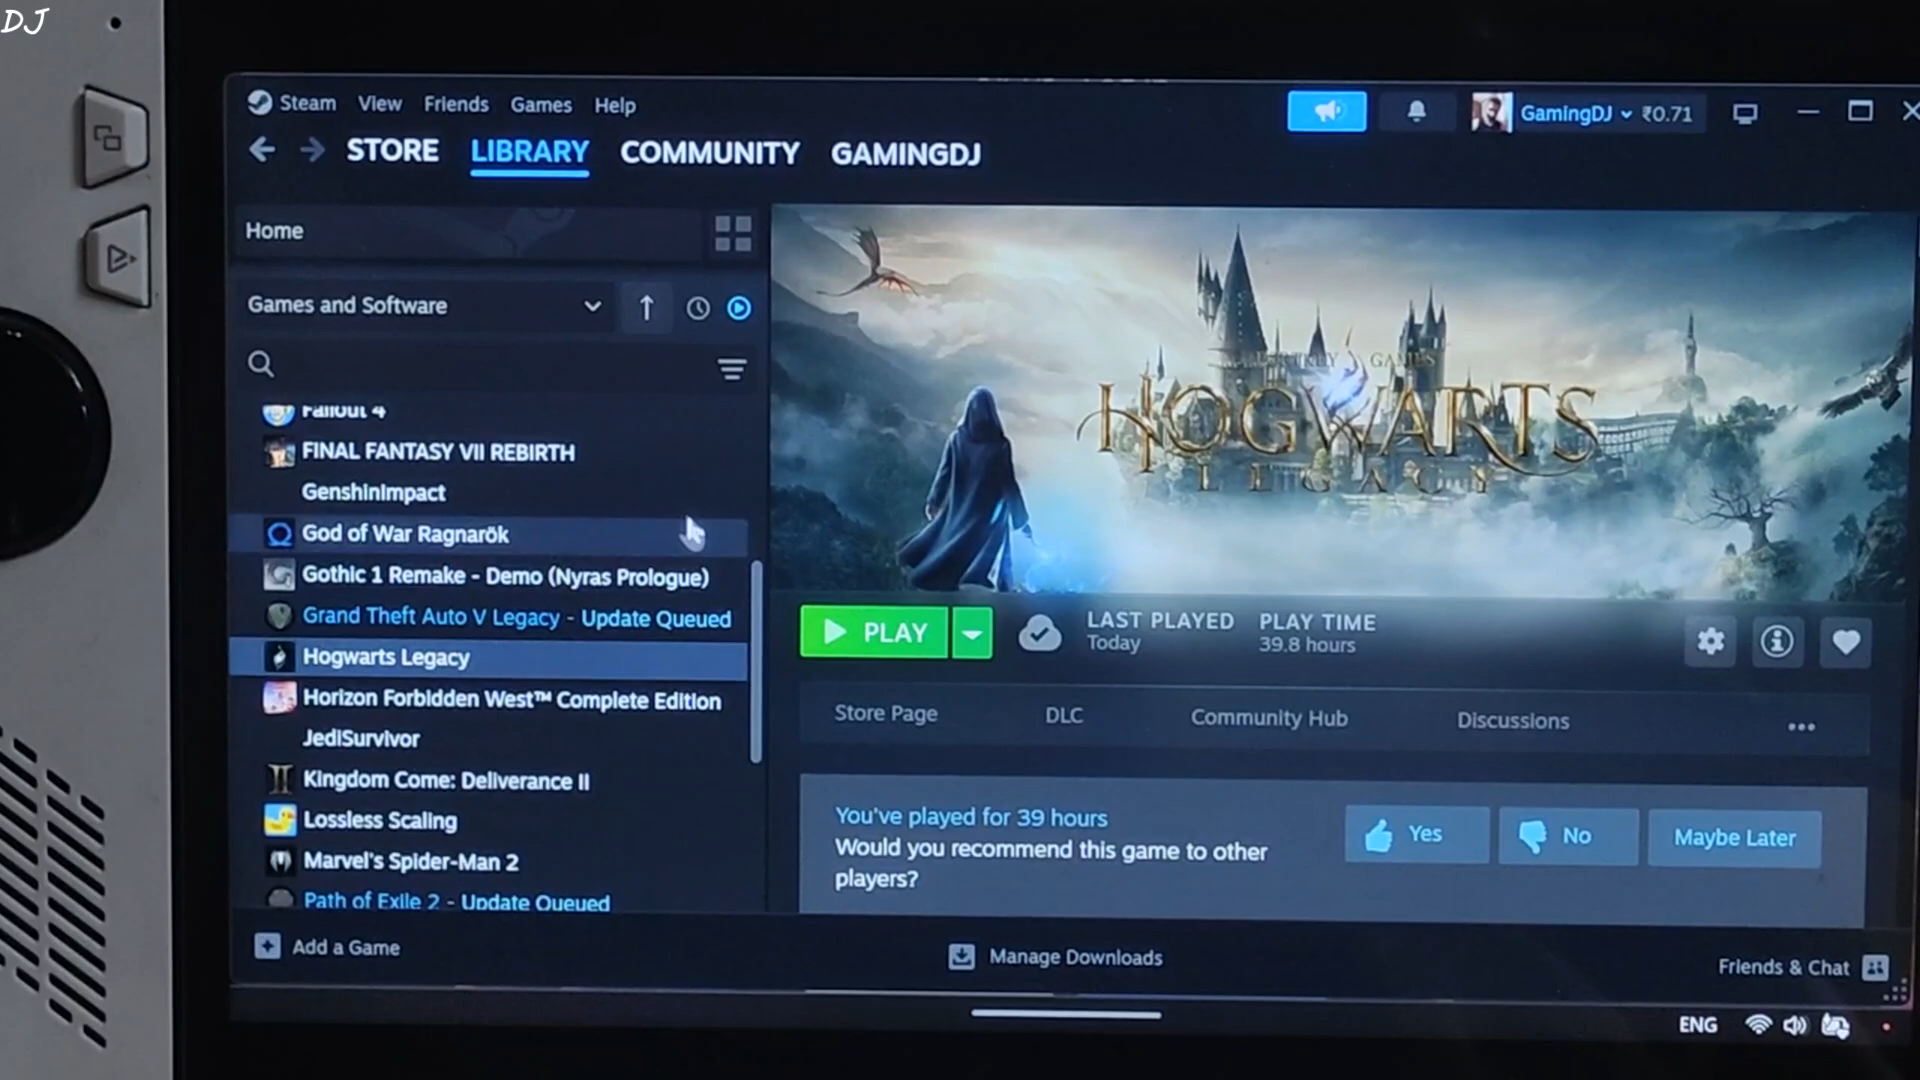 DJ
Steam View Friends Games Help
GamingDJ ₹0.71
STORE LIBRARY COMMUNITY GAMINGDJ
Home
Games and Software
Fallout 4
FINAL FANTASY VII REBIRTH
GenshinImpact
God of War Ragnarök
Gothic 1 Remake - Demo (Nyras Prologue)
Grand Theft Auto V Legacy - Update Queued
Hogwarts Legacy
Horizon Forbidden West™ Complete Edition
JediSurvivor
Kingdom Come: Deliverance II
Lossless Scaling
Marvel's Spider-Man 2
Path of Exile 2 - Update Queued
Add a Game
GAMES
HOGWARTS
LEGACY
PLAY
LAST PLAYED
Today
PLAY TIME
39.8 hours
Store Page DLC Community Hub Discussions
You've played for 39 hours
Would you recommend this game to other
players?
Yes No Maybe Later
Manage Downloads
Friends & Chat
ENG